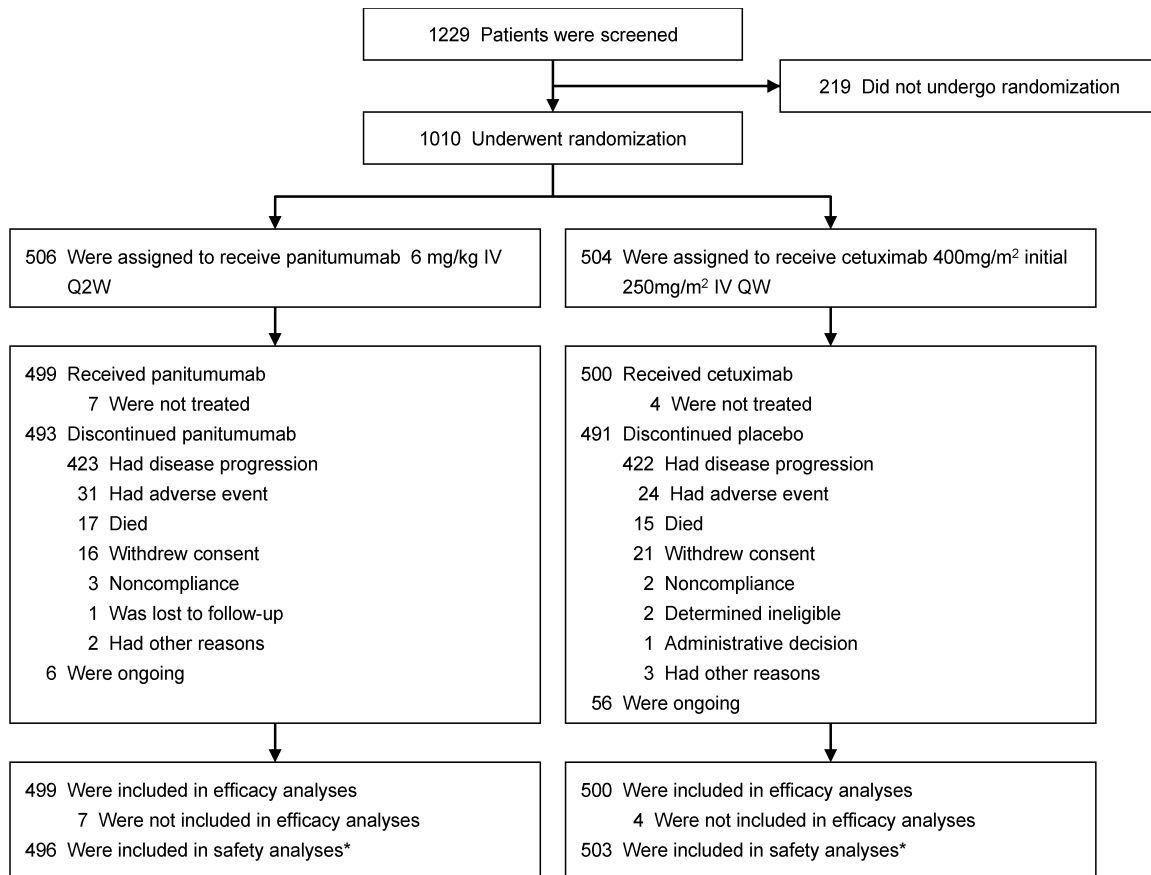 1229 Patients were screened
219 Did not undergo randomization
1010 Underwent randomization
506 Were assigned to receive panitumumab 6 mg/kg IV
Q2W
504 Were assigned to receive cetuximab 400mg/m² initial
250mg/m² IV QW
499 Received panitumumab
7 Were not treated
493 Discontinued panitumumab
423 Had disease progression
31 Had adverse event
17 Died
16 Withdrew consent
3 Noncompliance
1 Was lost to follow-up
2 Had other reasons
6 Were ongoing
500 Received cetuximab
4 Were not treated
491 Discontinued placebo
422 Had disease progression
24 Had adverse event
15 Died
21 Withdrew consent
2 Noncompliance
2 Determined ineligible
1 Administrative decision
3 Had other reasons
56 Were ongoing
499 Were included in efficacy analyses
7 Were not included in efficacy analyses
496 Were included in safety analyses*
500 Were included in efficacy analyses
4 Were not included in efficacy analyses
503 Were included in safety analyses*